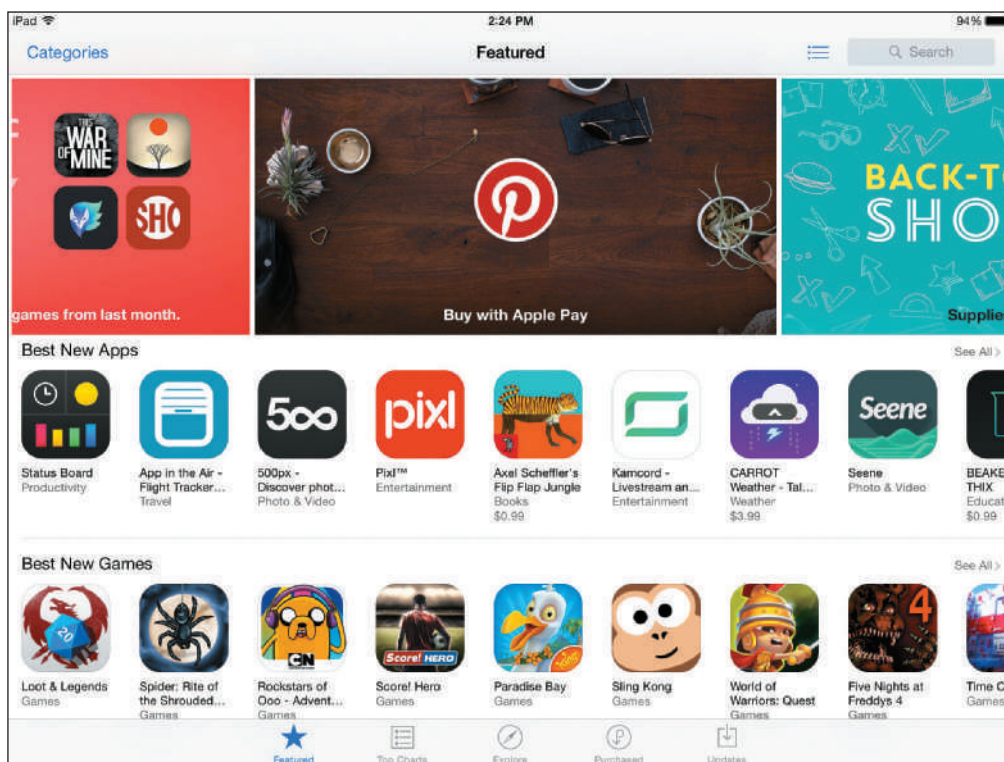 iPad
2:24 PM
94%
Categories
Featured
Search
THIS
WAR
OF MINE
SHO
games from last month.
Buy with Apple Pay
BACK-TO
SHO
Supplie
Best New Apps
See All >
500
pixl
Seene
Status Board
Productivity
App in the Air -
Flight Tracker...
Travel
500px -
Discover phot...
Photo & Video
Pixl™
Entertainment
Axel Scheffler's
Flip Flap Jungle
Books
$0.99
Kamcord -
Livestream an...
Entertainment
CARROT
Weather - Tal...
Weather
$3.99
Seene
Photo & Video
BEAKE
THIX
Educat
$0.99
Best New Games
See All >
20
CN
Score! HERO
King
4
Loot & Legends
Games
Spider: Rite of
the Shrouded...
Games
Rockstars of
Ooo - Advent...
Games
Score! Hero
Games
Paradise Bay
Games
Sling Kong
Games
World of
Warriors: Quest
Games
Five Nights at
Freddys 4
Games
Time C
Games
Featured
Top Charts
Explore
Purchased
Updates